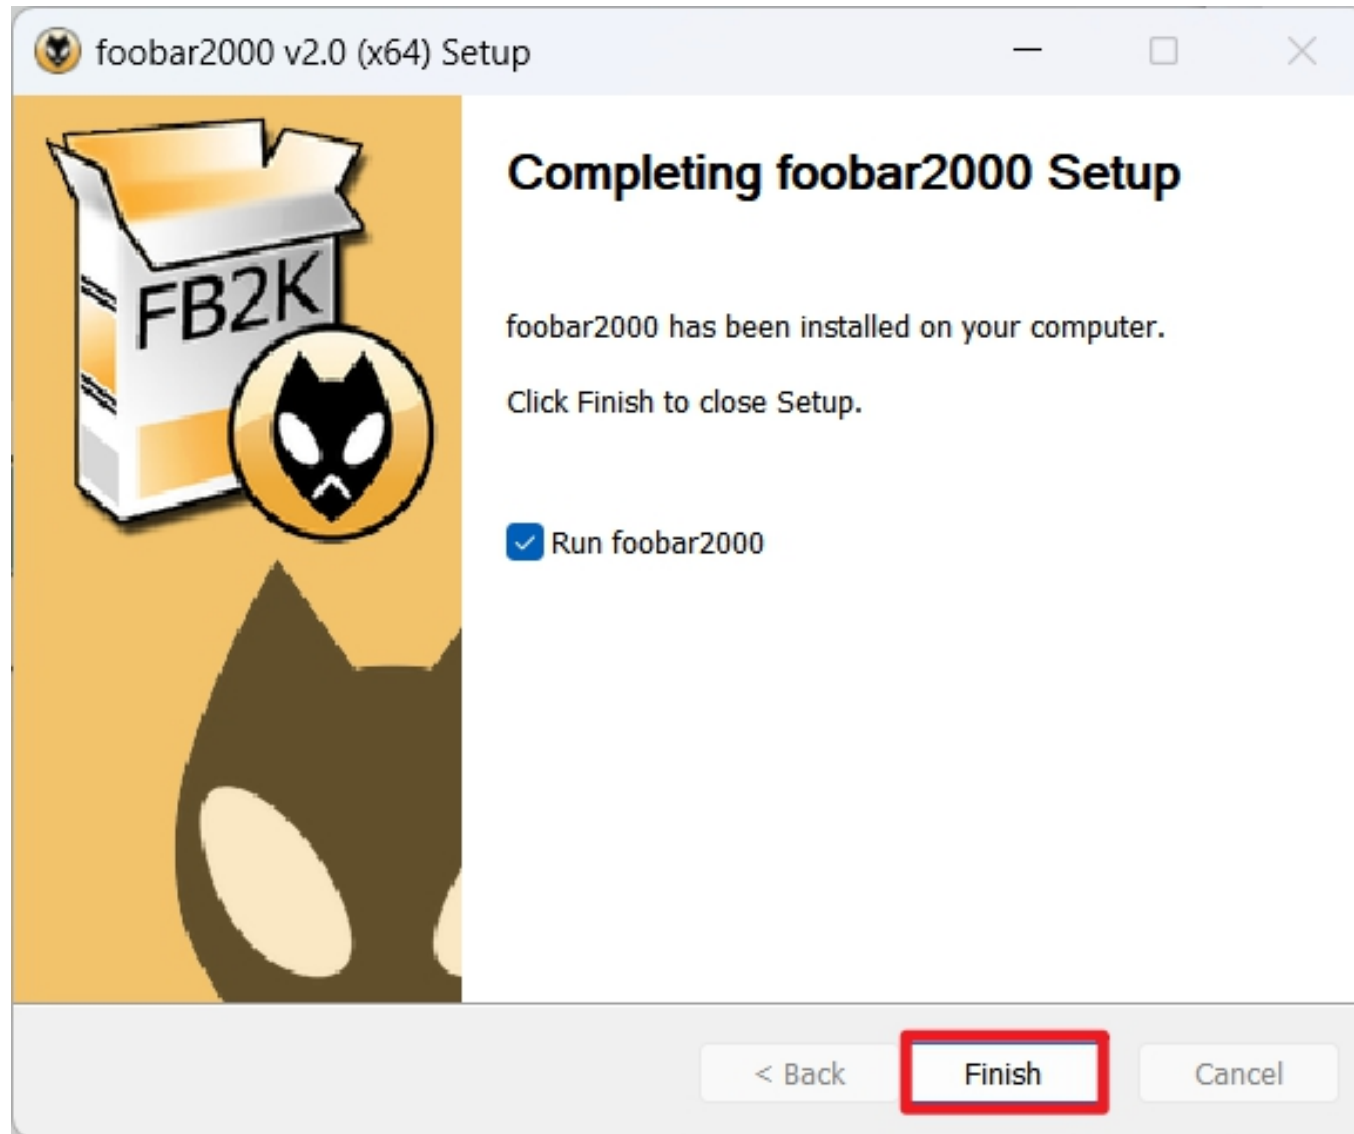 foobar2000 v2.0 (x64) Setup
FB2K
Completing foobar2000 Setup
foobar2000 has been installed on your computer.
Click Finish to close Setup.
Run foobar2000
< Back Finish Cancel